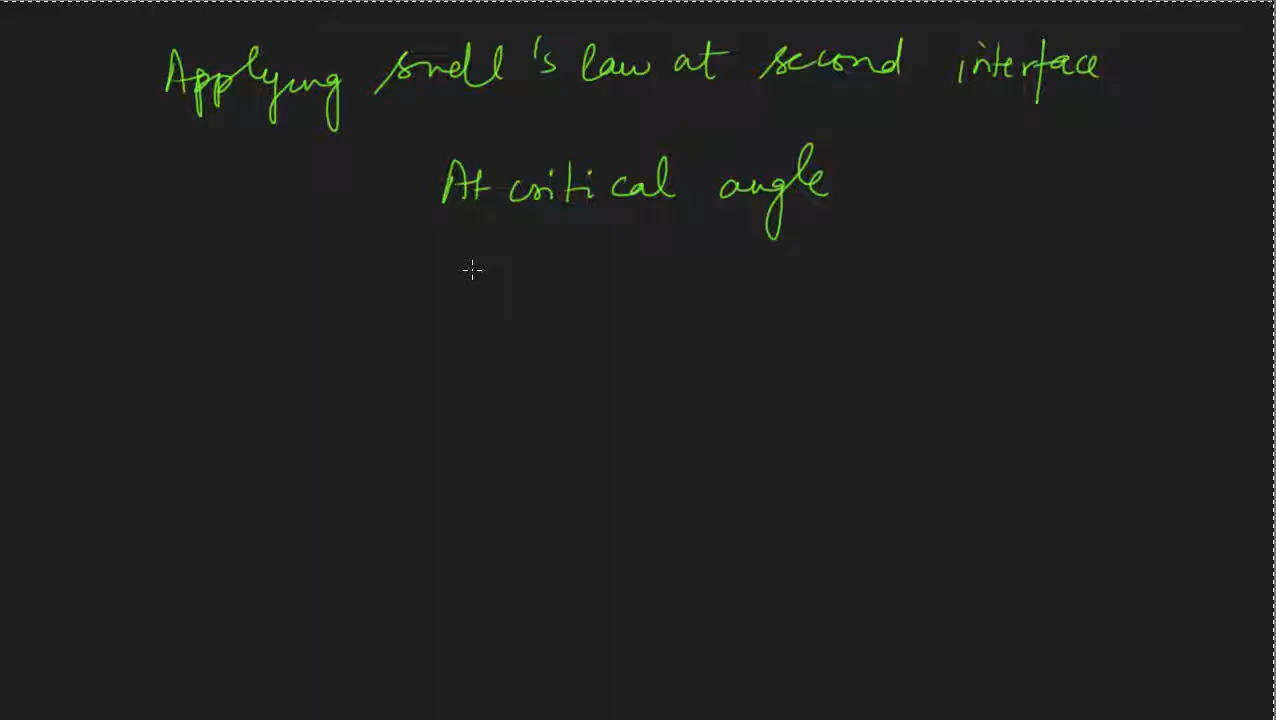 Applying snell's law at second interface
At critical angle